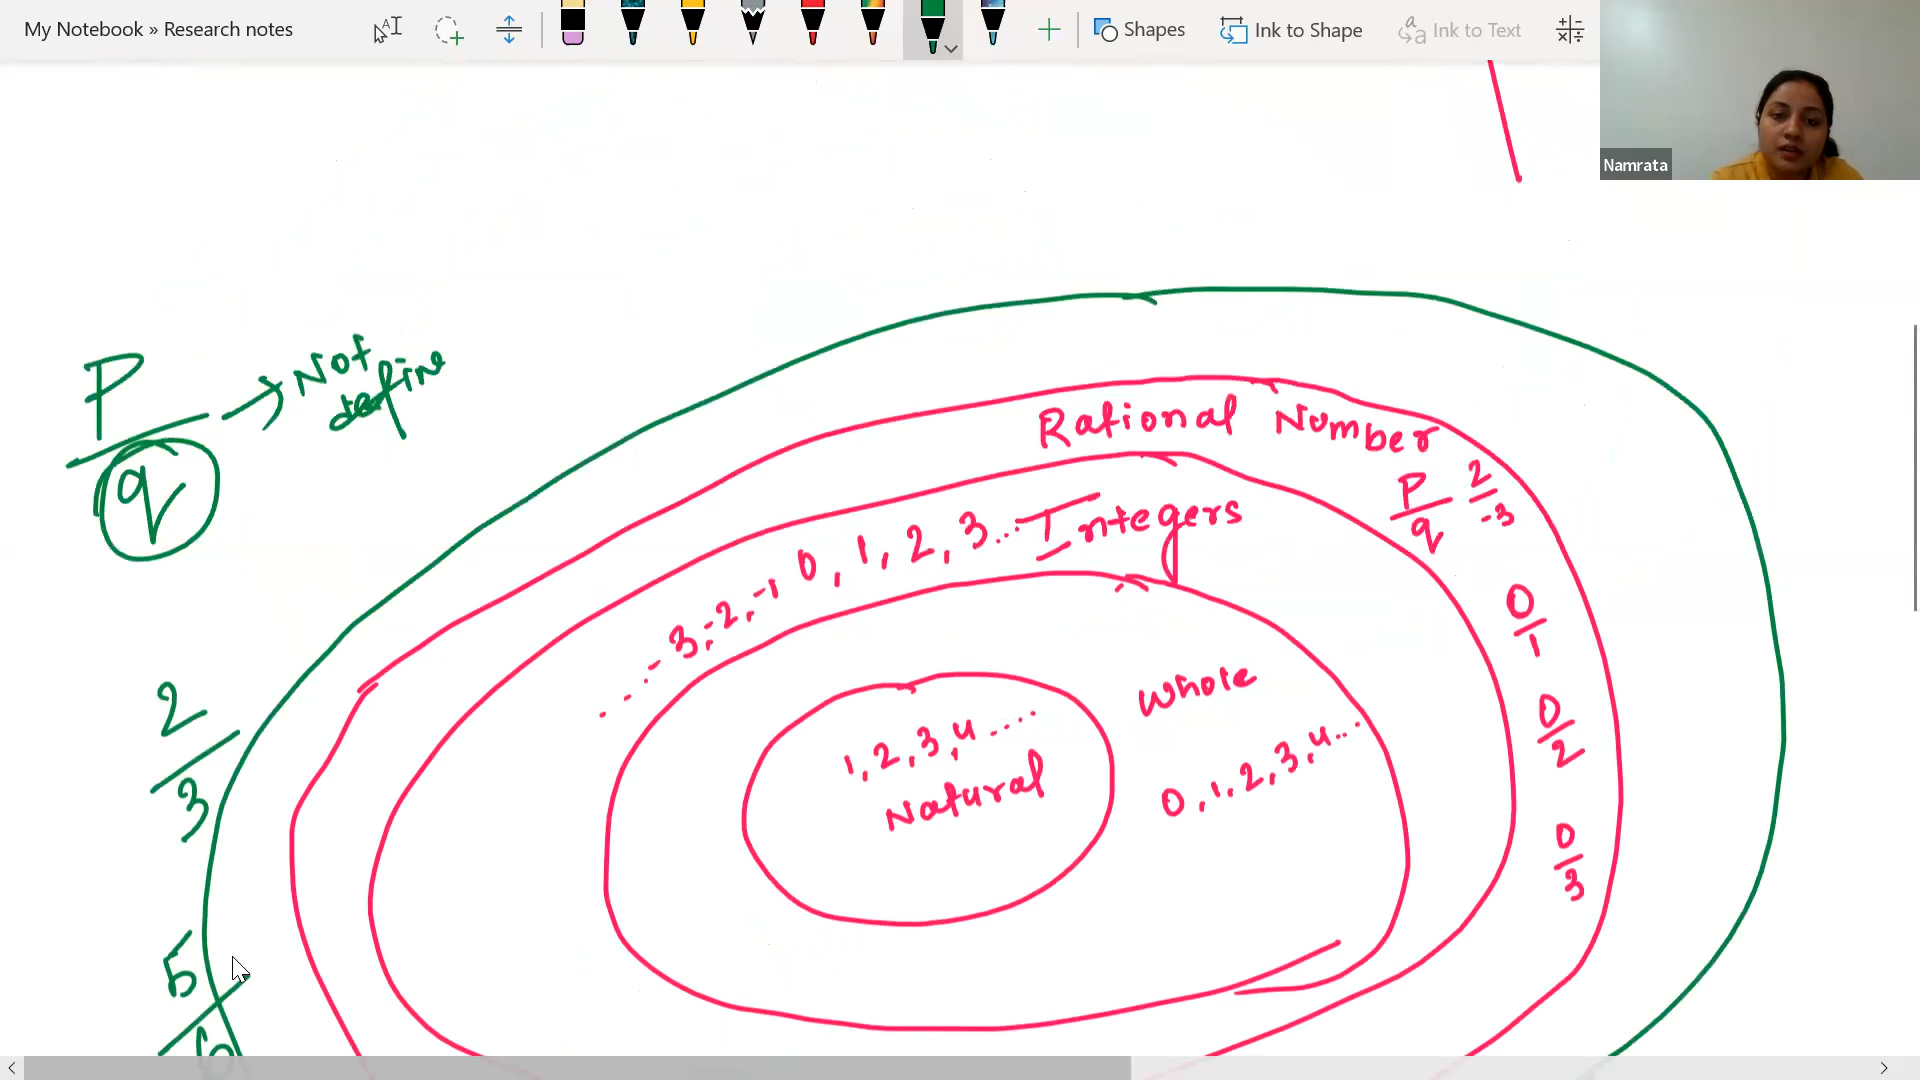 My Notebook » Research notes
Shapes
Ink to Shape
Ink to Text
Namrata
P/q → Not define
Rational Number
P/q 2/-3
... -3, -2, -1 0, 1, 2, 3... Integers
0/1
Whole
2/3
1, 2, 3, 4 ....
0/2
Natural
0, 1, 2, 3, 4...
0/3
5/6